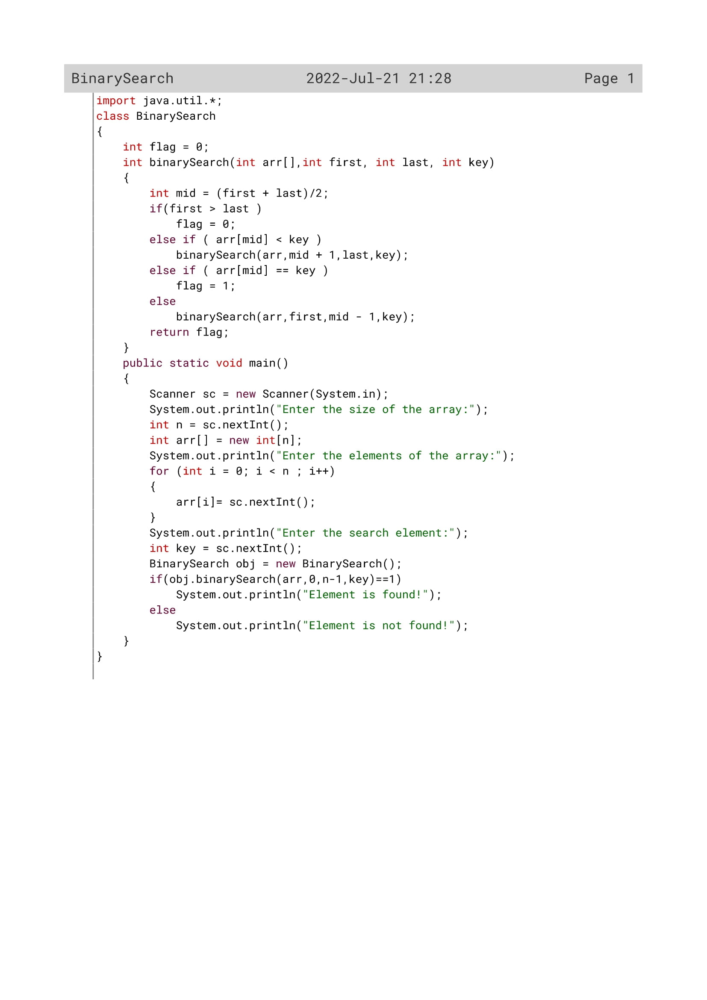 BinarySearch 2022-Jul-21 21:28 Page 1
import java.util.*;
class BinarySearch
{
    int flag = 0;
    int binarySearch(int arr[],int first, int last, int key)
    {
        int mid = (first + last)/2;
        if(first > last )
            flag = 0;
        else if ( arr[mid] < key )
            binarySearch(arr,mid + 1,last,key);
        else if ( arr[mid] == key )
            flag = 1;
        else
            binarySearch(arr,first,mid - 1,key);
        return flag;
    }
    public static void main()
    {
        Scanner sc = new Scanner(System.in);
        System.out.println("Enter the size of the array:");
        int n = sc.nextInt();
        int arr[] = new int[n];
        System.out.println("Enter the elements of the array:");
        for (int i = 0; i < n ; i++)
        {
            arr[i]= sc.nextInt();
        }
        System.out.println("Enter the search element:");
        int key = sc.nextInt();
        BinarySearch obj = new BinarySearch();
        if(obj.binarySearch(arr,0,n-1,key)==1)
            System.out.println("Element is found!");
        else
            System.out.println("Element is not found!");
    }
}